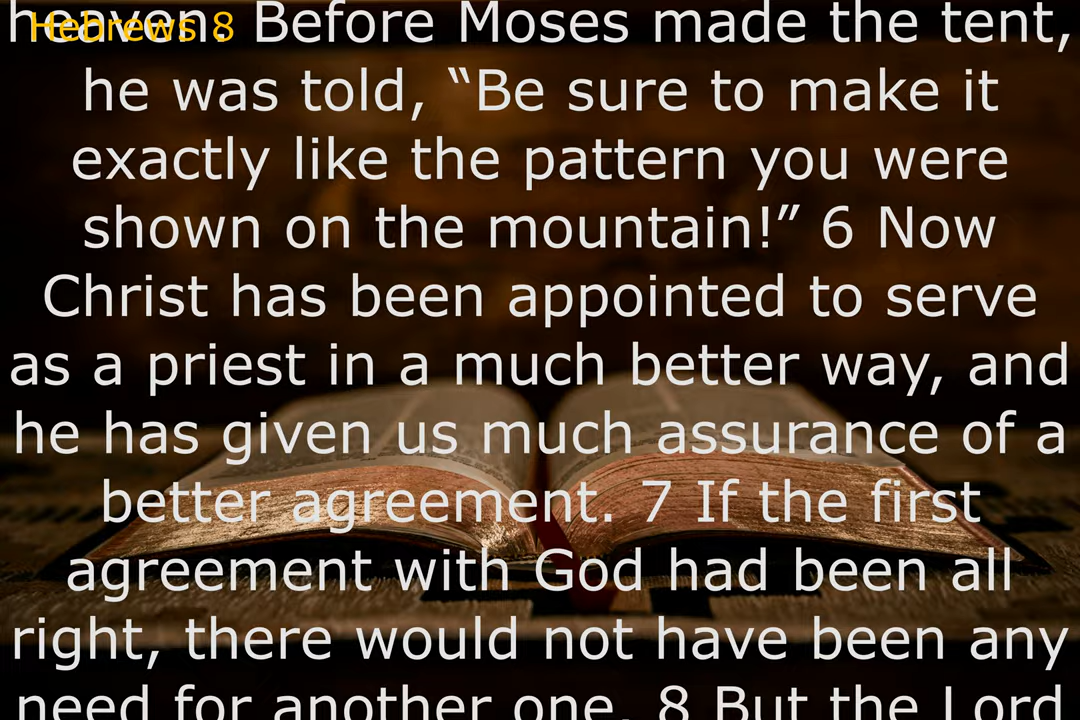 Hebrews 8
heaven. Before Moses made the tent,
he was told, “Be sure to make it
exactly like the pattern you were
shown on the mountain!” 6 Now
Christ has been appointed to serve
as a priest in a much better way, and
he has given us much assurance of a
better agreement. 7 If the first
agreement with God had been all
right, there would not have been any
need for another one. 8 But the Lord